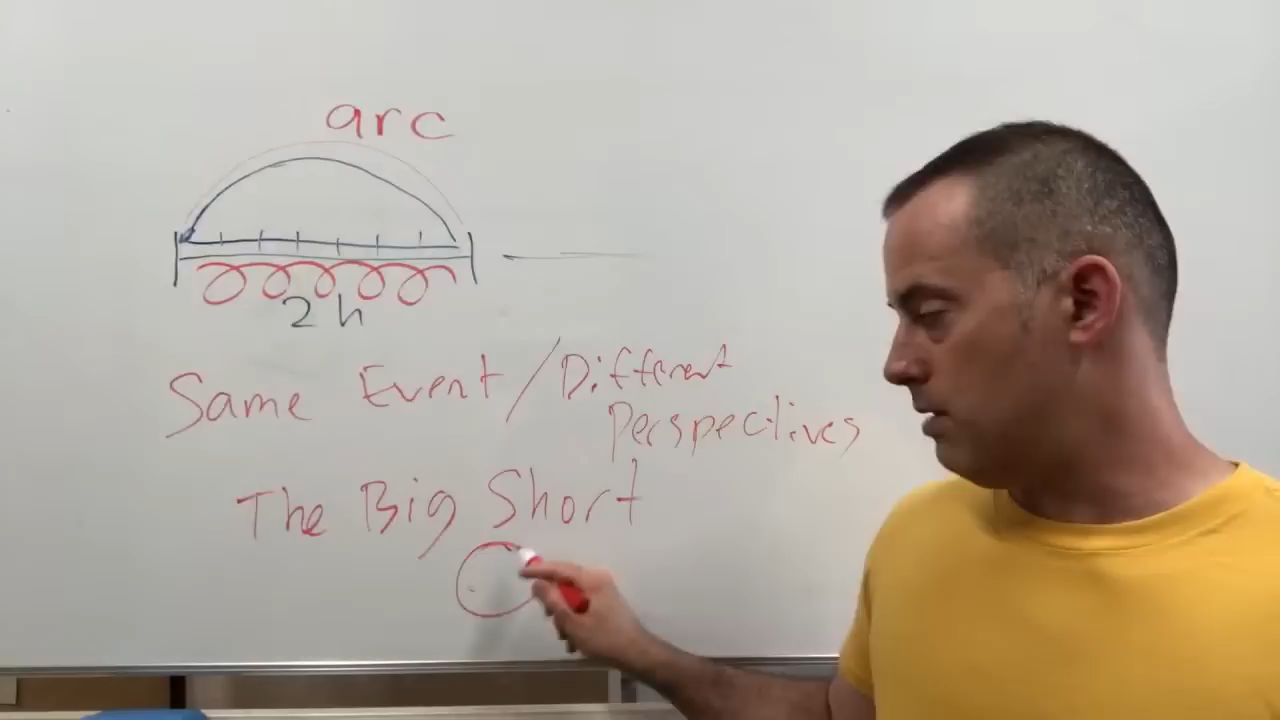 arc
2 h
Same Event / Different
Perspectives
The Big Short